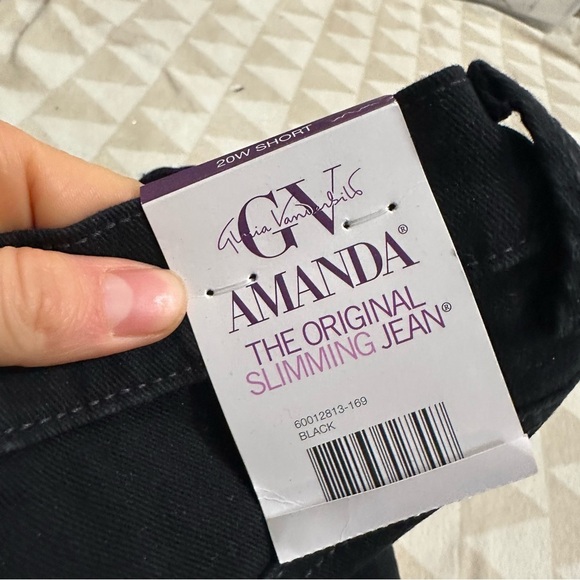 20W SHORT
GV
Gloria Vanderbilt
AMANDA®
THE ORIGINAL
SLIMMING JEAN®
60012813-169
BLACK